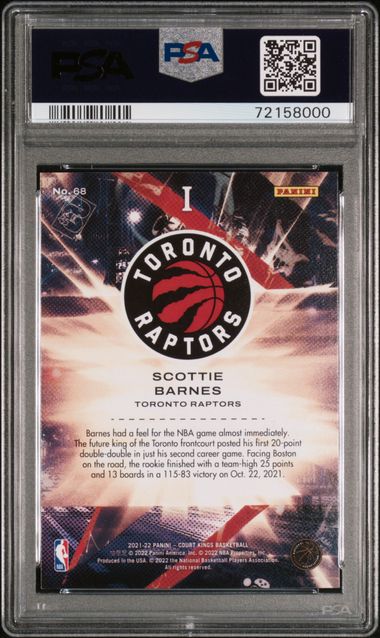 PSA
PSA
72158000
No. 68
I
PANINI
TORONTO
RAPTORS
SCOTTIE
BARNES
TORONTO RAPTORS
Barnes had a feel for the NBA game almost immediately.
The future king of the Toronto frontcourt posted his first 20-point
double-double in just his second career game. Facing Boston
on the road, the rookie finished with a team-high 25 points
and 13 boards in a 115-83 victory on Oct. 22, 2021.
2021-22 PANINI – COURT KINGS BASKETBALL
© 2022 Panini America, Inc. © 2022 NBA Properties, Inc.
Produced in the USA. © 2022 the National Basketball Players Association.
All rights reserved.
NBA
PSA